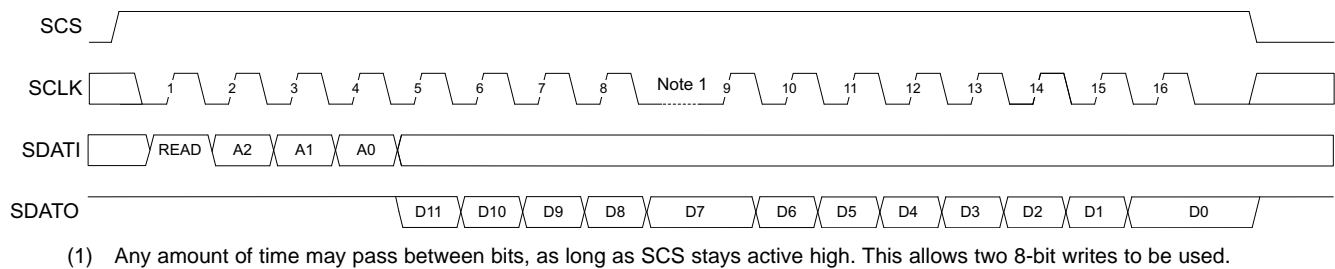 SCS
SCLK 1 2 3 4 5 6 7 8 Note 1 9 10 11 12 13 14 15 16
SDATI READ A2 A1 A0
SDATO D11 D10 D9 D8 D7 D6 D5 D4 D3 D2 D1 D0
(1) Any amount of time may pass between bits, as long as SCS stays active high. This allows two 8-bit writes to be used.